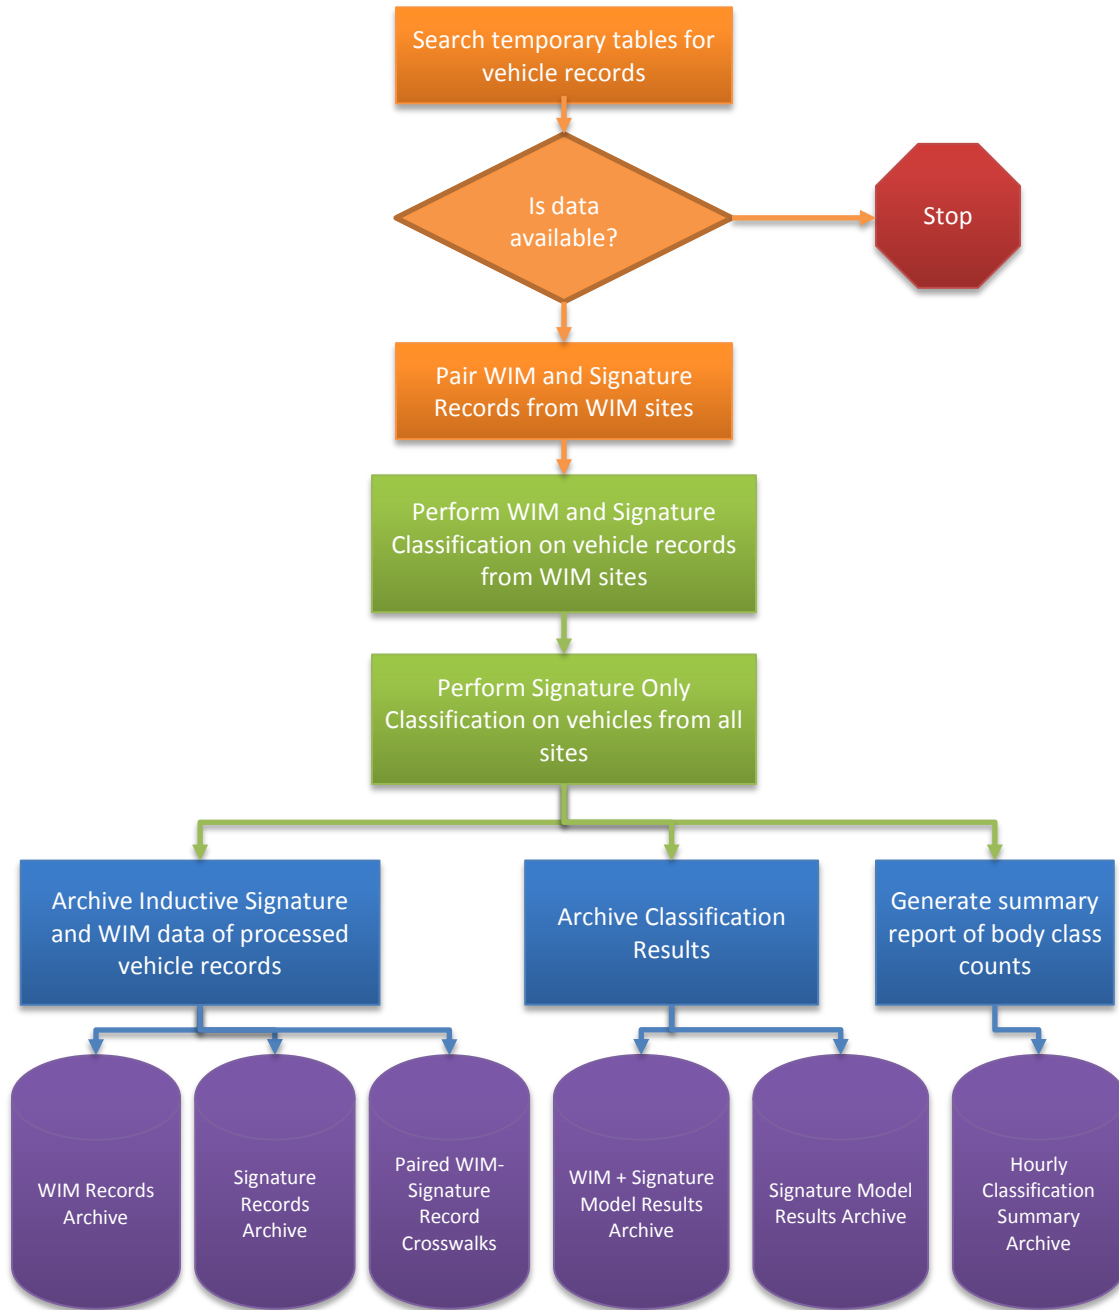 Search temporary tables for
vehicle records
Is data
available?
Stop
Pair WIM and Signature
Records from WIM sites
Perform WIM and Signature
Classification on vehicle records
from WIM sites
Perform Signature Only
Classification on vehicles from all
sites
Archive Inductive Signature
and WIM data of processed
vehicle records
Archive Classification
Results
Generate summary
report of body class
counts
WIM Records
Archive
Signature
Records
Archive
Paired WIM-
Signature
Record
Crosswalks
WIM + Signature
Model Results
Archive
Signature Model
Results Archive
Hourly
Classification
Summary
Archive